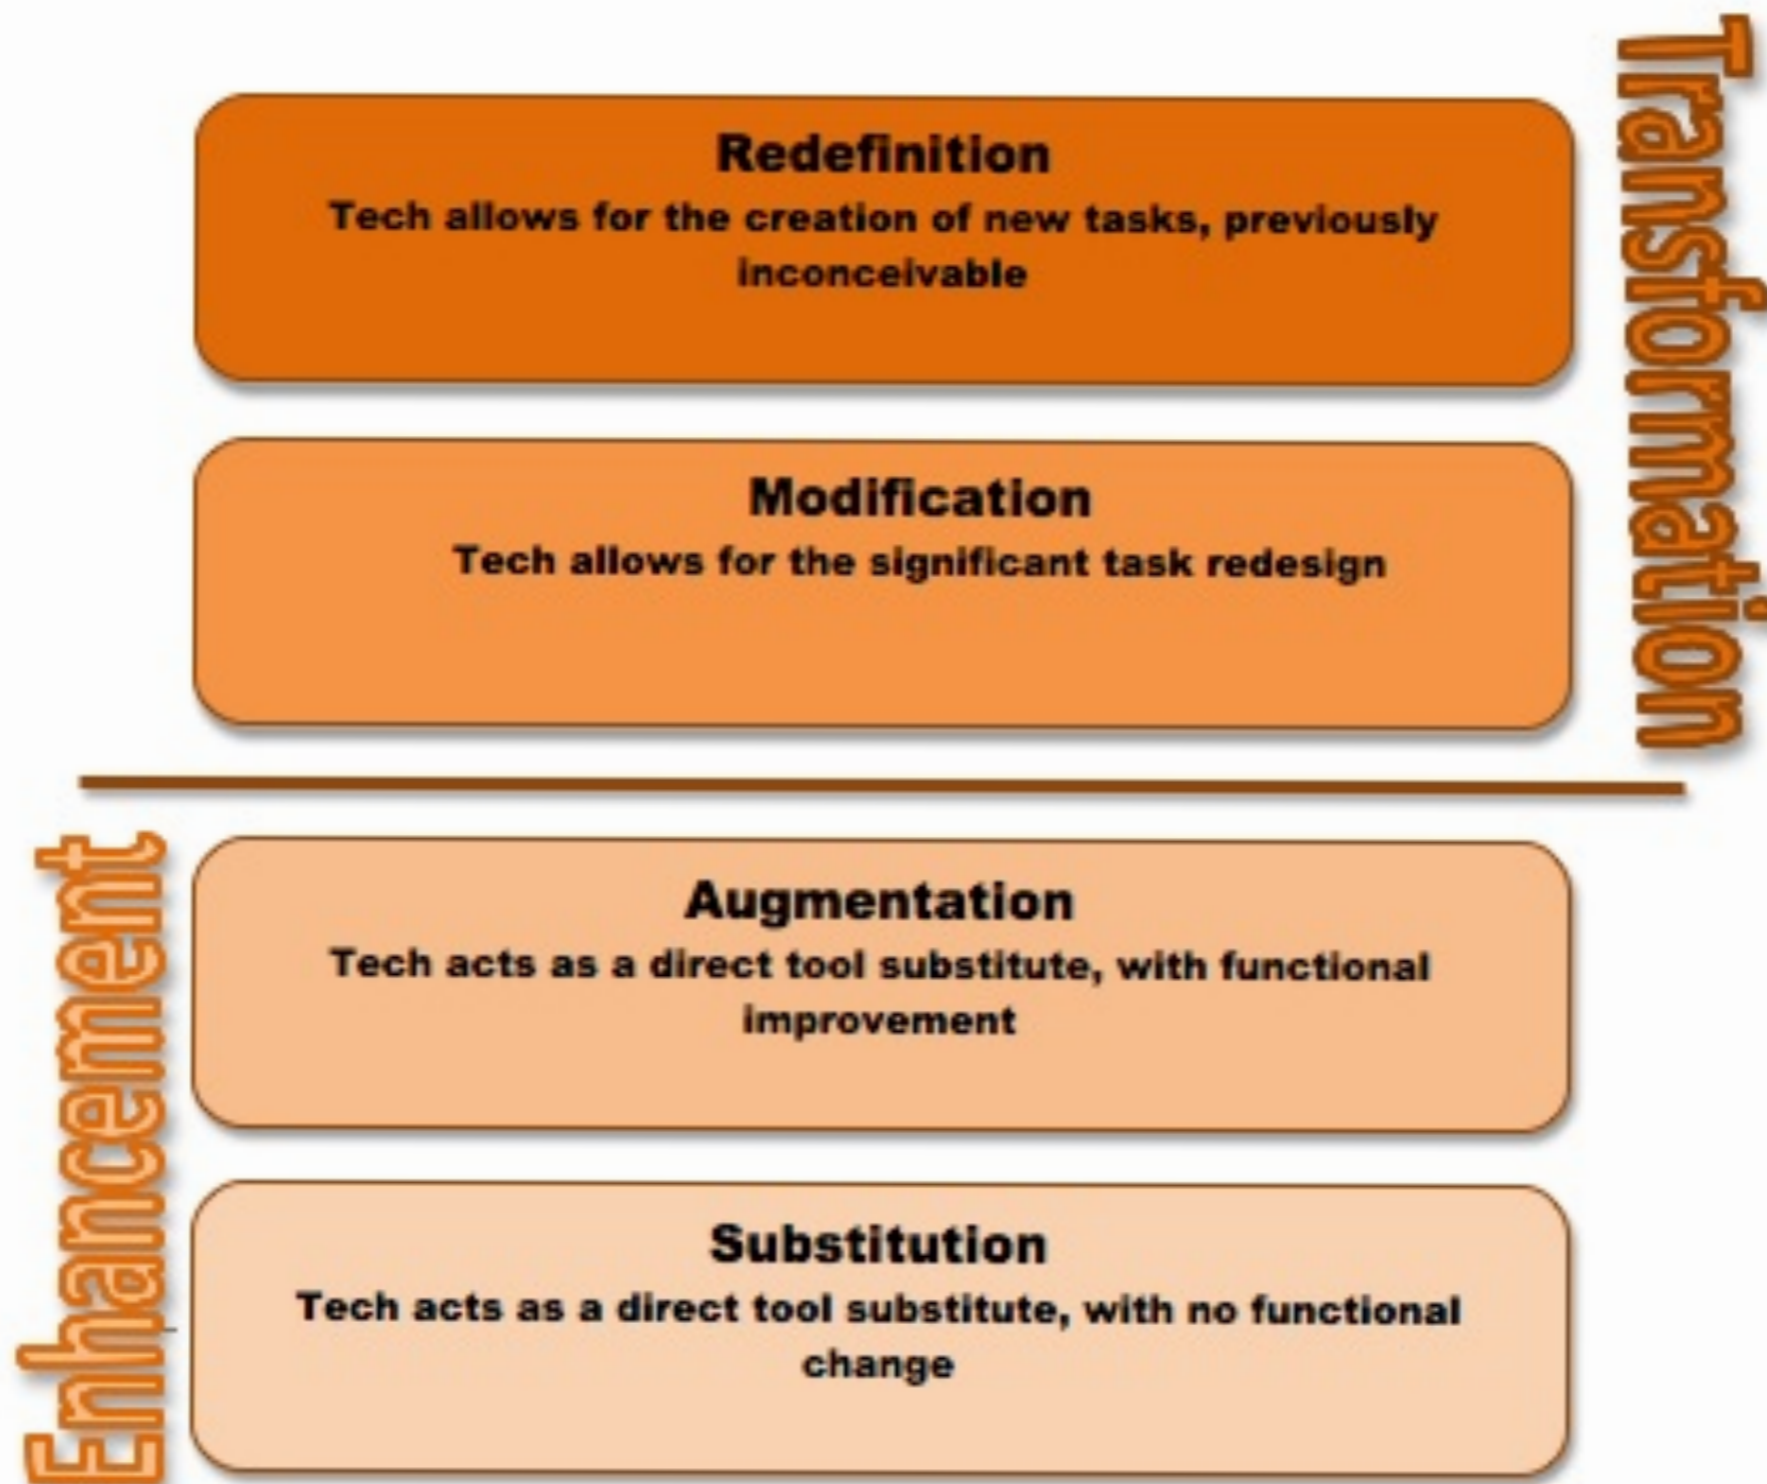 Transformation
Redefinition
Tech allows for the creation of new tasks, previously
inconceivable
Modification
Tech allows for the significant task redesign
Enhancement
Augmentation
Tech acts as a direct tool substitute, with functional
improvement
Substitution
Tech acts as a direct tool substitute, with no functional
change